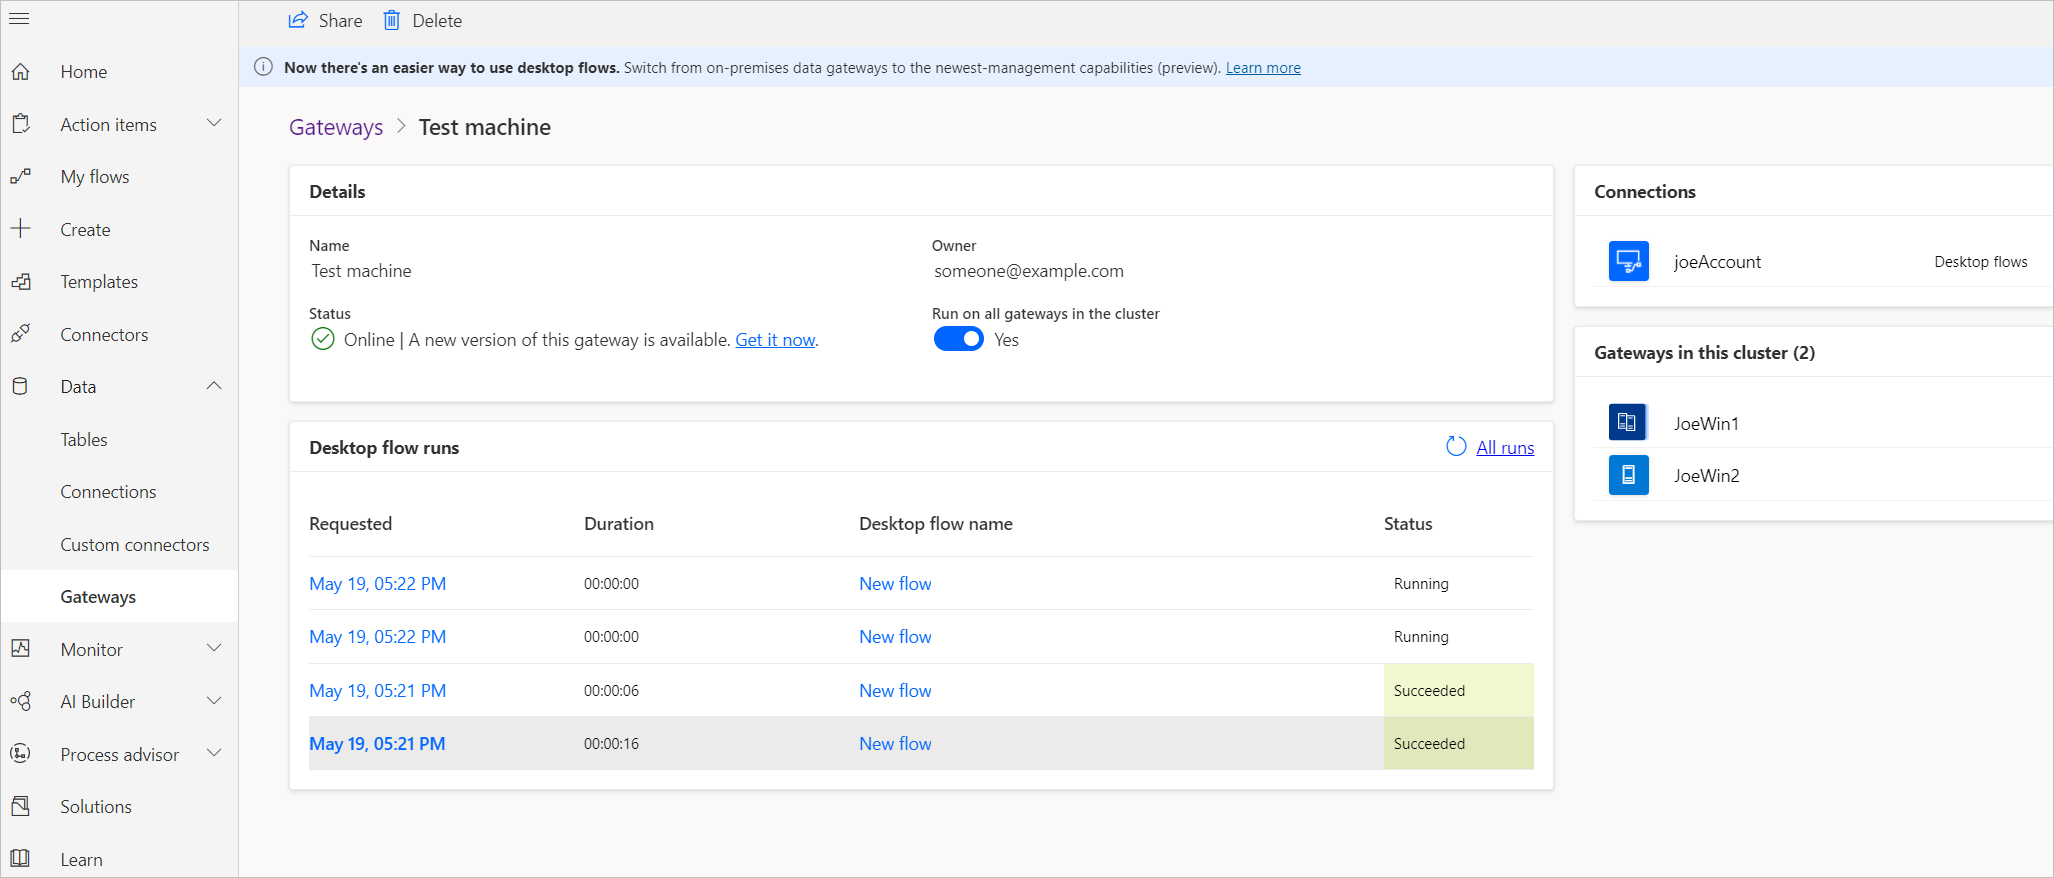 Share Delete
Now there's an easier way to use desktop flows. Switch from on-premises data gateways to the newest-management capabilities (preview). Learn more
Home
Action items
My flows
Create
Templates
Connectors
Data
Tables
Connections
Custom connectors
Gateways
Monitor
AI Builder
Process advisor
Solutions
Learn
Gateways > Test machine
Details
Name
Test machine
Owner
someone@example.com
Status
Online | A new version of this gateway is available. Get it now.
Run on all gateways in the cluster
Yes
Desktop flow runs All runs
Requested Duration Desktop flow name Status
May 19, 05:22 PM 00:00:00 New flow Running
May 19, 05:22 PM 00:00:00 New flow Running
May 19, 05:21 PM 00:00:06 New flow Succeeded
May 19, 05:21 PM 00:00:16 New flow Succeeded
Connections
joeAccount Desktop flows
Gateways in this cluster (2)
JoeWin1
JoeWin2